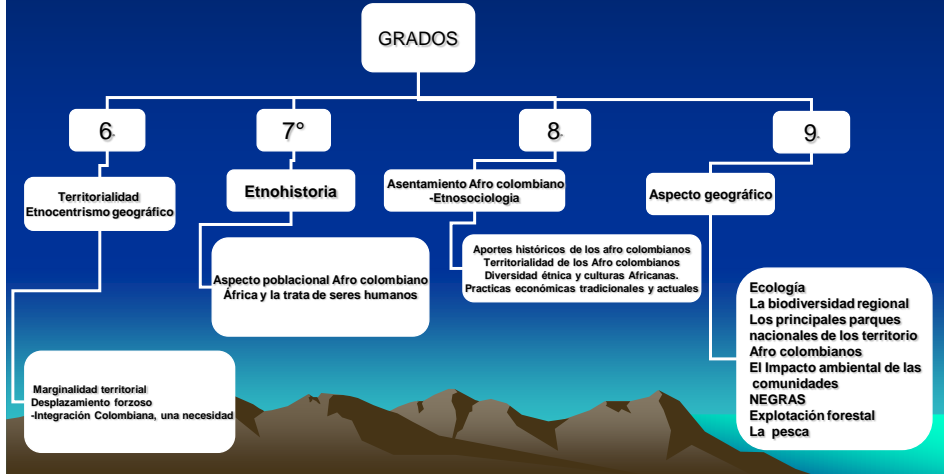 GRADOS
6.
7°
8.
9.
Territorialidad
Etnocentrismo geográfico
Etnohistoria
Asentamiento Afro colombiano
-Etnosociologia
Aspecto geográfico
Marginalidad territorial
Desplazamiento forzoso
-Integración Colombiana, una necesidad
Aspecto poblacional Afro colombiano
África y la trata de seres humanos
Aportes históricos de los afro colombianos
Territorialidad de los Afro colombianos
Diversidad étnica y culturas Africanas.
Practicas económicas tradicionales y actuales
Ecología
La biodiversidad regional
Los principales parques
nacionales de los territorio
Afro colombianos
El Impacto ambiental de las
comunidades
NEGRAS
Explotación forestal
La pesca